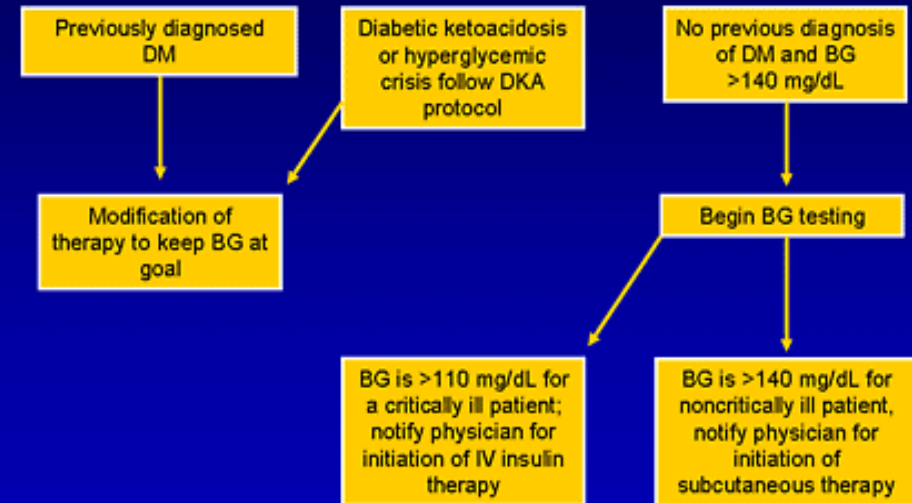 Previously diagnosed
DM
Diabetic ketoacidosis
or hyperglycemic
crisis follow DKA
protocol
No previous diagnosis
of DM and BG
>140 mg/dL
Modification of
therapy to keep BG at
goal
Begin BG testing
BG is >110 mg/dL for
a critically ill patient;
notify physician for
initiation of IV insulin
therapy
BG is >140 mg/dL for
noncritically ill patient,
notify physician for
initiation of
subcutaneous therapy